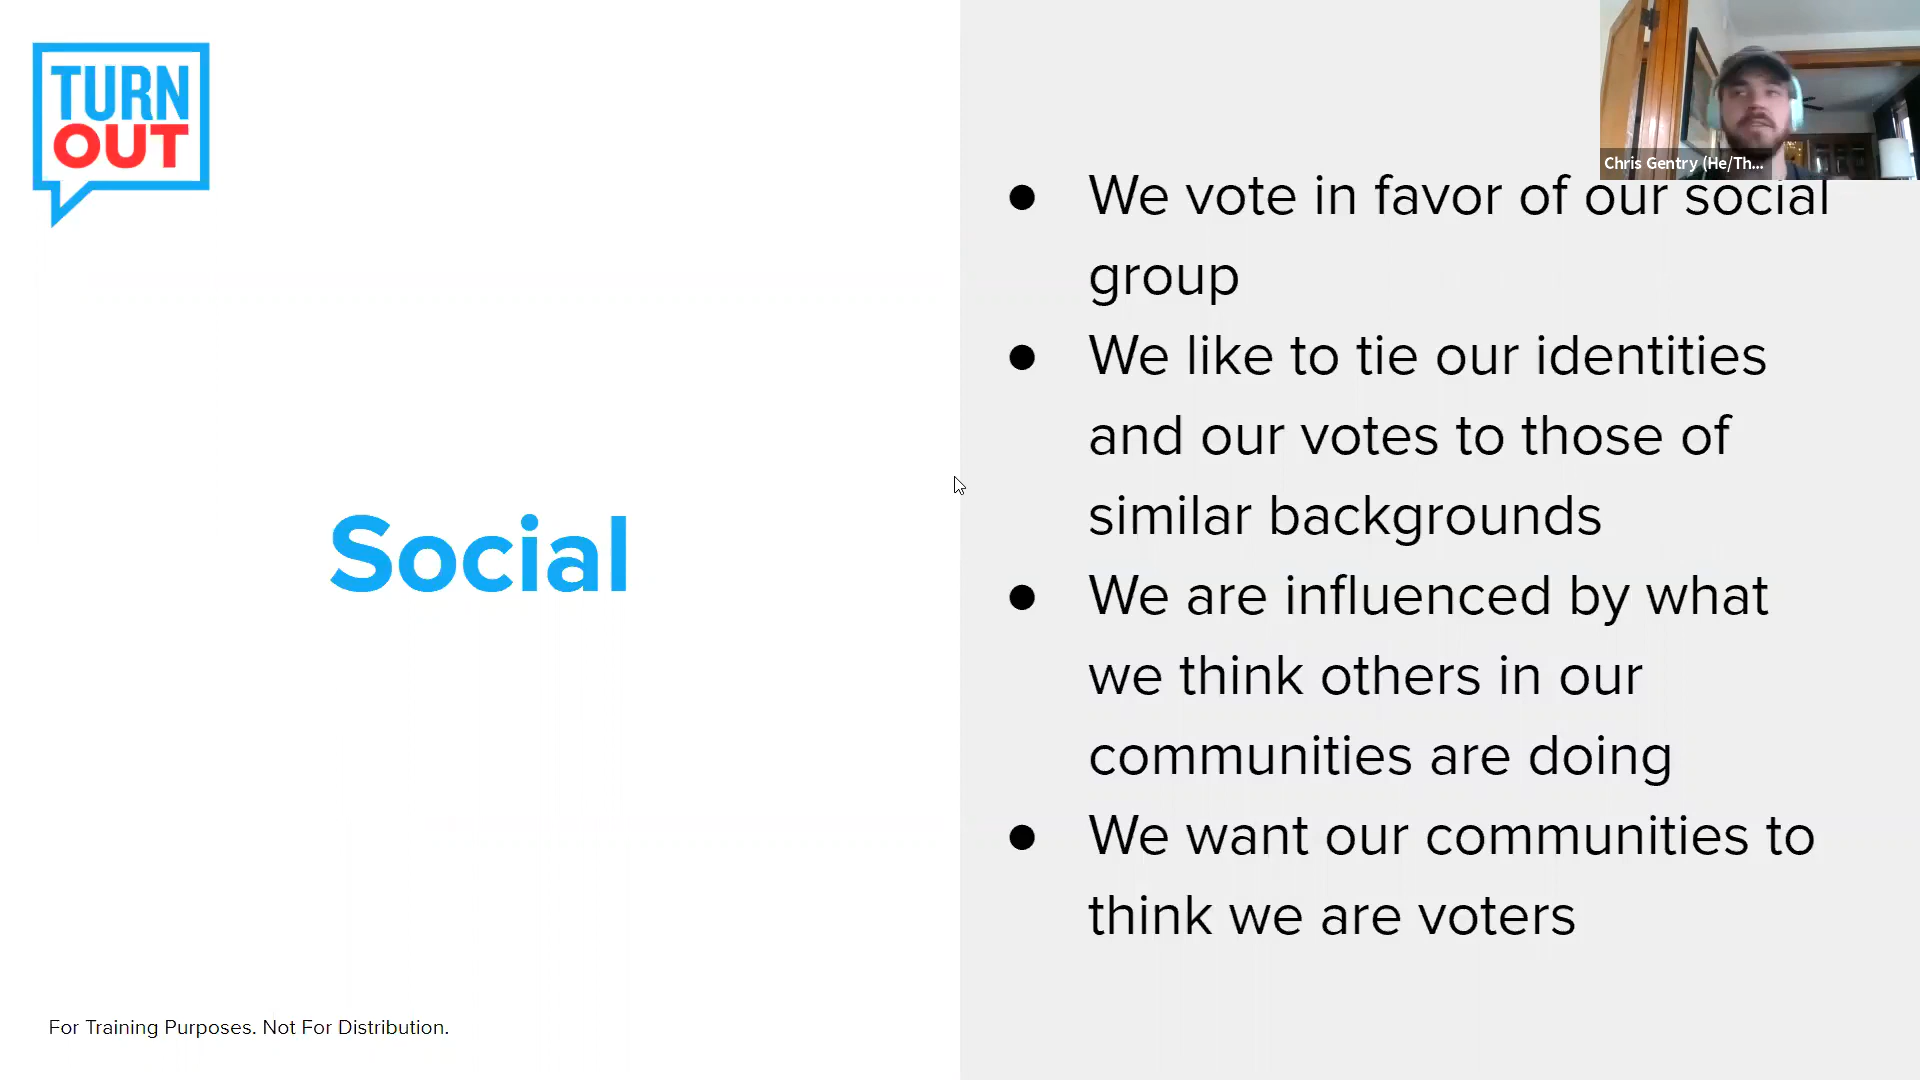 TURN
OUT
Social
For Training Purposes. Not For Distribution.
Chris Gentry (He/Th...
● We vote in favor of our social
group
● We like to tie our identities
and our votes to those of
similar backgrounds
● We are influenced by what
we think others in our
communities are doing
● We want our communities to
think we are voters